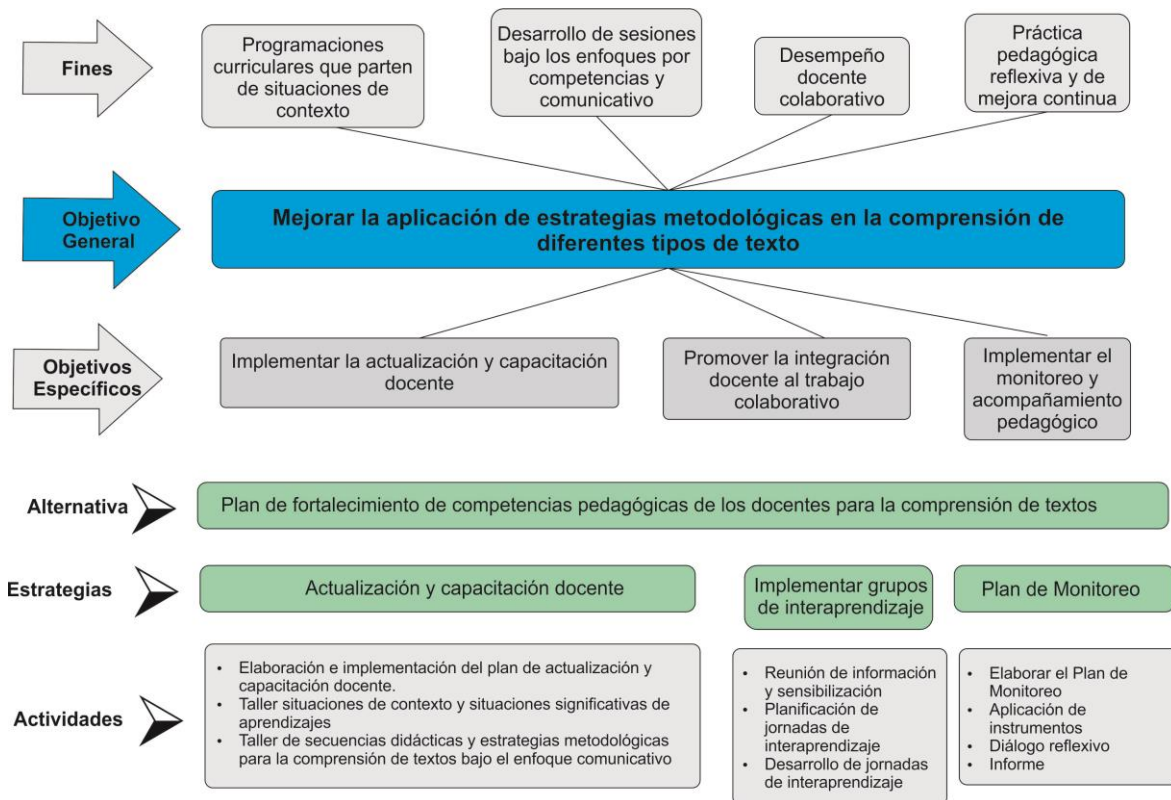 Fines
Programaciones
curriculares que parten
de situaciones de
contexto
Desarrollo de sesiones
bajo los enfoques por
competencias y
comunicativo
Desempeño
docente
colaborativo
Práctica
pedagógica
reflexiva y de
mejora continua
Objetivo
General
Mejorar la aplicación de estrategias metodológicas en la comprensión de
diferentes tipos de texto
Objetivos
Específicos
Implementar la actualización y capacitación
docente
Promover la integración
docente al trabajo
colaborativo
Implementar el
monitoreo y
acompañamiento
pedagógico
Alternativa
Plan de fortalecimiento de competencias pedagógicas de los docentes para la comprensión de textos
Estrategias
Actualización y capacitación docente
Implementar grupos
de interaprendizaje
Plan de Monitoreo
Actividades
• Elaboración e implementación del plan de actualización y
capacitación docente.
• Taller situaciones de contexto y situaciones significativas de
aprendizajes
• Taller de secuencias didácticas y estrategias metodológicas
para la comprensión de textos bajo el enfoque comunicativo
• Reunión de información
y sensibilización
• Planificación de
jornadas de
interaprendizaje
• Desarrollo de jornadas
de interaprendizaje
• Elaborar el Plan de
Monitoreo
• Aplicación de
instrumentos
• Diálogo reflexivo
• Informe